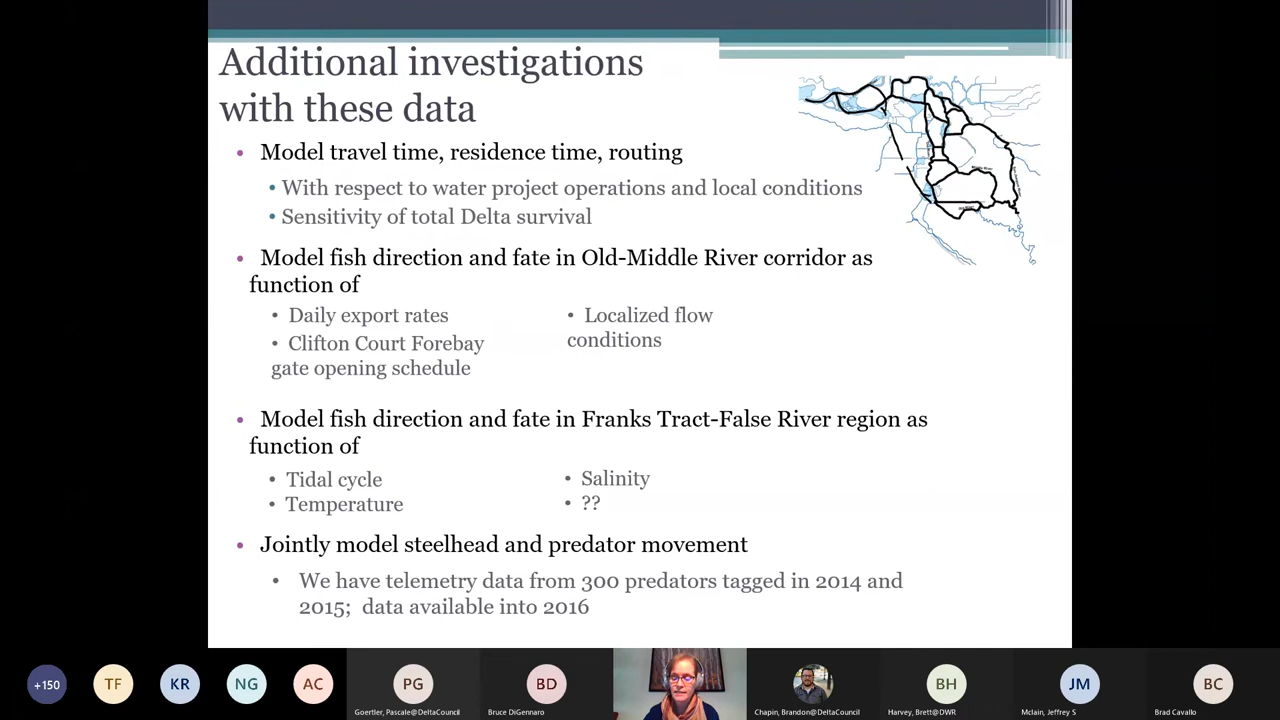 Additional investigations
with these data
• Model travel time, residence time, routing
• With respect to water project operations and local conditions
• Sensitivity of total Delta survival
• Model fish direction and fate in Old-Middle River corridor as
function of
• Daily export rates
• Clifton Court Forebay
gate opening schedule
• Localized flow
conditions
• Model fish direction and fate in Franks Tract-False River region as
function of
• Tidal cycle
• Temperature
• Salinity
• ??
• Jointly model steelhead and predator movement
• We have telemetry data from 300 predators tagged in 2014 and
2015; data available into 2016
+150
TF
KR
NG
AC
PG
BD
BH
JM
BC
Goertler, Pascale@DeltaCouncil
Bruce DiGennaro
Chapin, Brandon@DeltaCouncil
Harvey, Brett@DWR
Mclain, Jeffrey S
Brad Cavallo